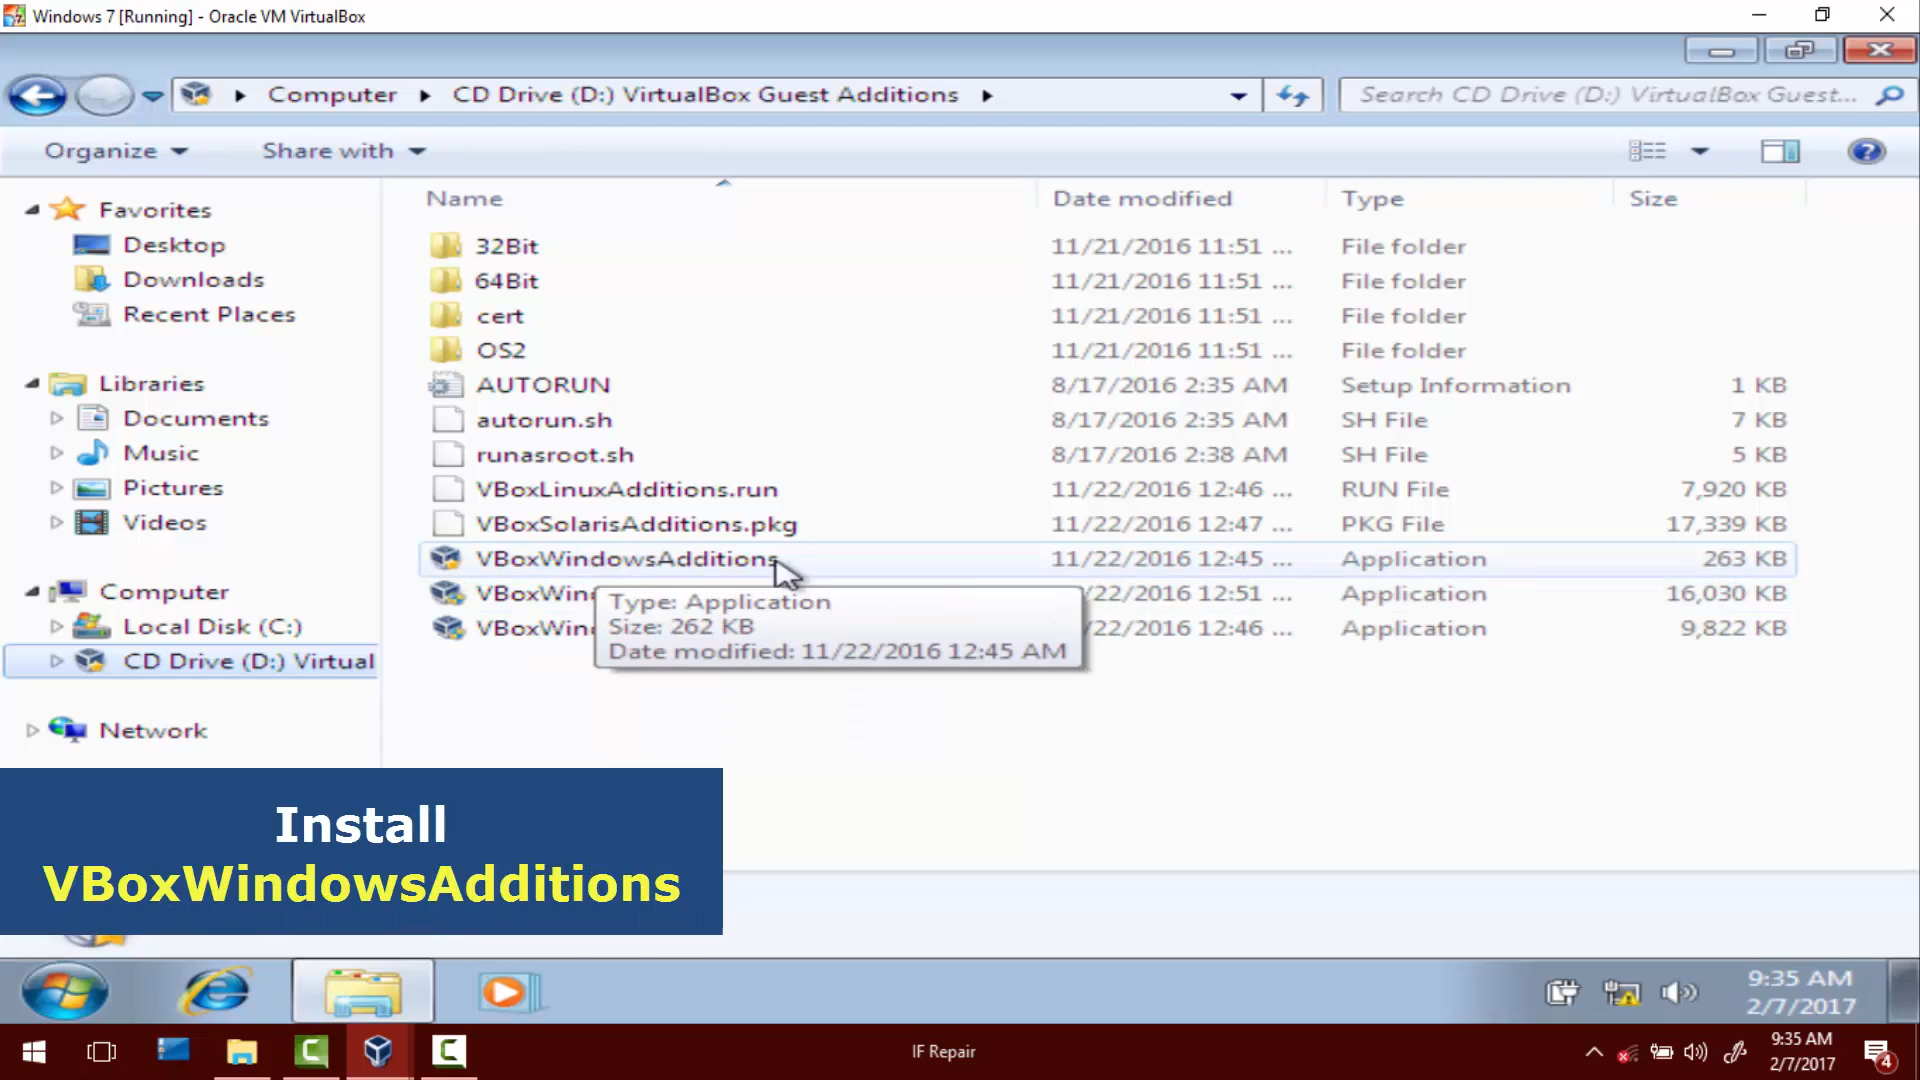 Windows 7 [Running] - Oracle VM VirtualBox
Computer CD Drive (D:) VirtualBox Guest Additions
Search CD Drive (D:) VirtualBox Guest...
Organize Share with
Name Date modified Type Size
Favorites
Desktop
Downloads
Recent Places
Libraries
Documents
Music
Pictures
Videos
Computer
Local Disk (C:)
CD Drive (D:) Virtual
Network
32Bit 11/21/2016 11:51 ... File folder
64Bit 11/21/2016 11:51 ... File folder
cert 11/21/2016 11:51 ... File folder
OS2 11/21/2016 11:51 ... File folder
AUTORUN 8/17/2016 2:35 AM Setup Information 1 KB
autorun.sh 8/17/2016 2:35 AM SH File 7 KB
runasroot.sh 8/17/2016 2:38 AM SH File 5 KB
VBoxLinuxAdditions.run 11/22/2016 12:46 ... RUN File 7,920 KB
VBoxSolarisAdditions.pkg 11/22/2016 12:47 ... PKG File 17,339 KB
VBoxWindowsAdditions 11/22/2016 12:45 ... Application 263 KB
VBoxWin /22/2016 12:51 ... Application 16,030 KB
VBoxWin /22/2016 12:46 ... Application 9,822 KB
Type: Application
Size: 262 KB
Date modified: 11/22/2016 12:45 AM
Install
VBoxWindowsAdditions
9:35 AM
2/7/2017
IF Repair
9:35 AM
2/7/2017
4